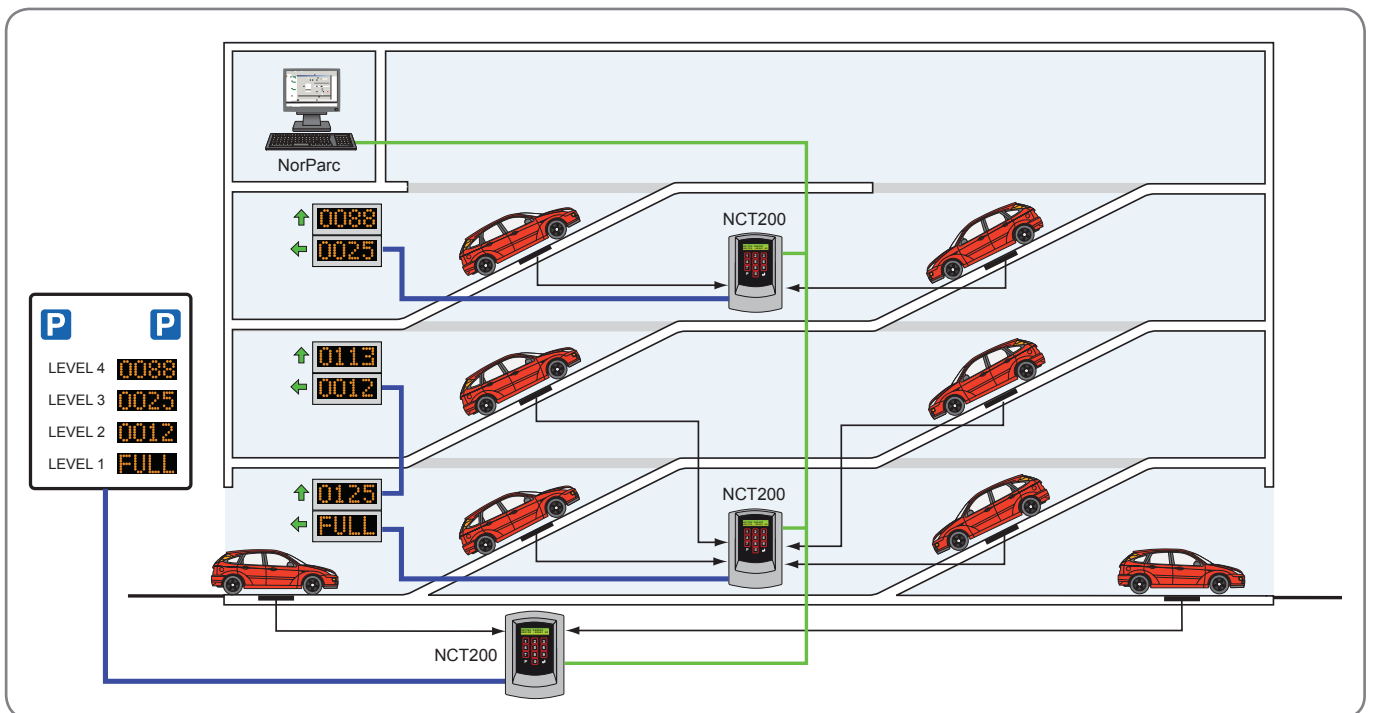 NorParc
0088
0025
NCT200
P P
LEVEL 4 0088
LEVEL 3 0025
LEVEL 2 0012
LEVEL 1 FULL
0113
0012
0125
FULL
NCT200
NCT200